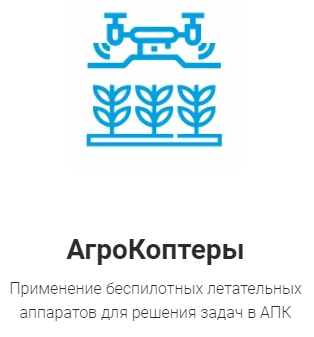 АгроКоптеры
Применение беспилотных летательных
аппаратов для решения задач в АПК